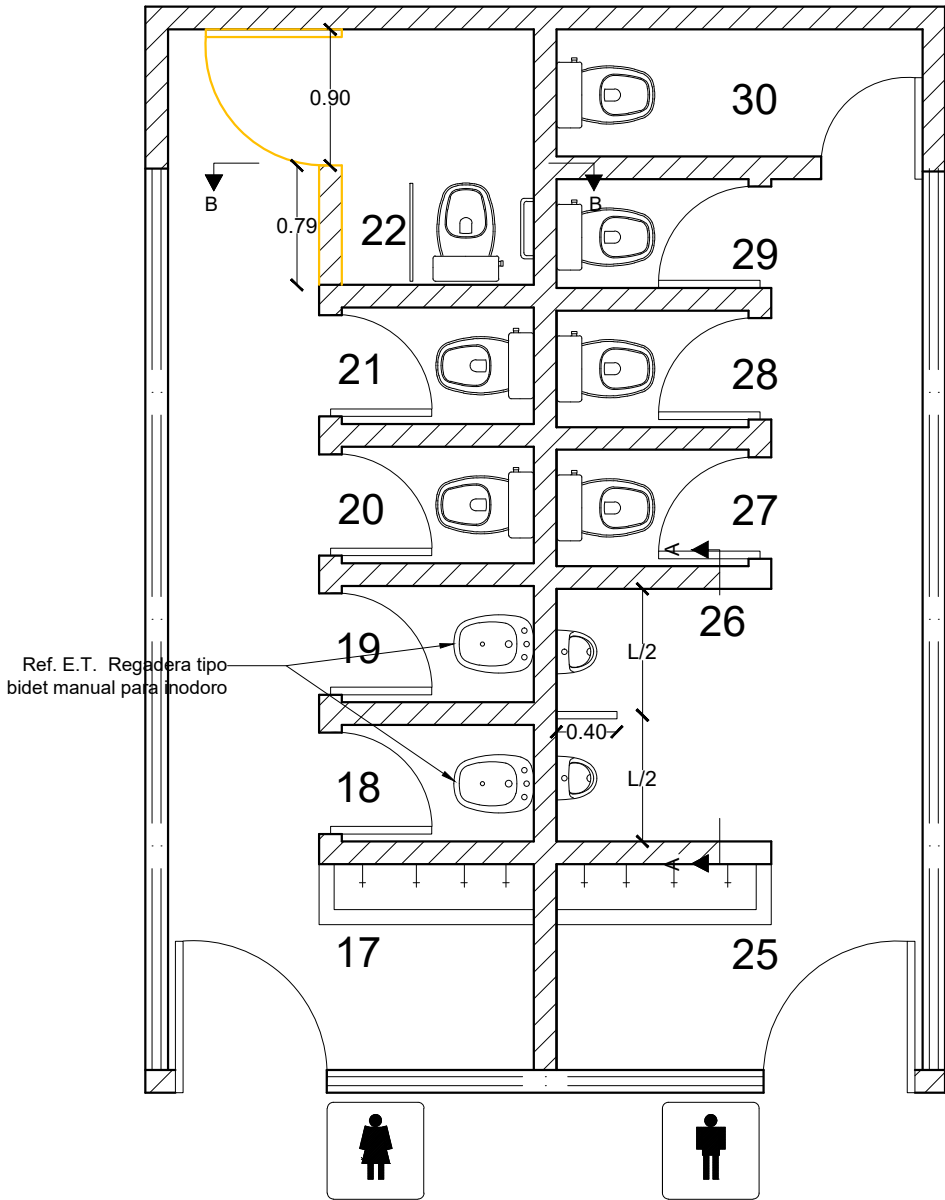 0.90
30
B
B
0.79
22
29
21
28
20
27
A
26
19
L/2
Ref. E.T. Regadera tipo
bidet manual para inodoro
0.40
18
L/2
A
17
25